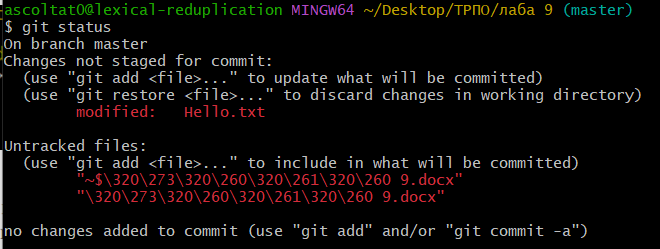 ascoltat0@lexical-reduplication MINGW64 ~/Desktop/ТРПО/лаба 9 (master)
$ git status
On branch master
Changes not staged for commit:
  (use "git add <file>..." to update what will be committed)
  (use "git restore <file>..." to discard changes in working directory)
        modified:   Hello.txt

Untracked files:
  (use "git add <file>..." to include in what will be committed)
        "~$\320\273\320\260\320\261\320\260 9.docx"
        "\320\273\320\260\320\261\320\260 9.docx"

no changes added to commit (use "git add" and/or "git commit -a")